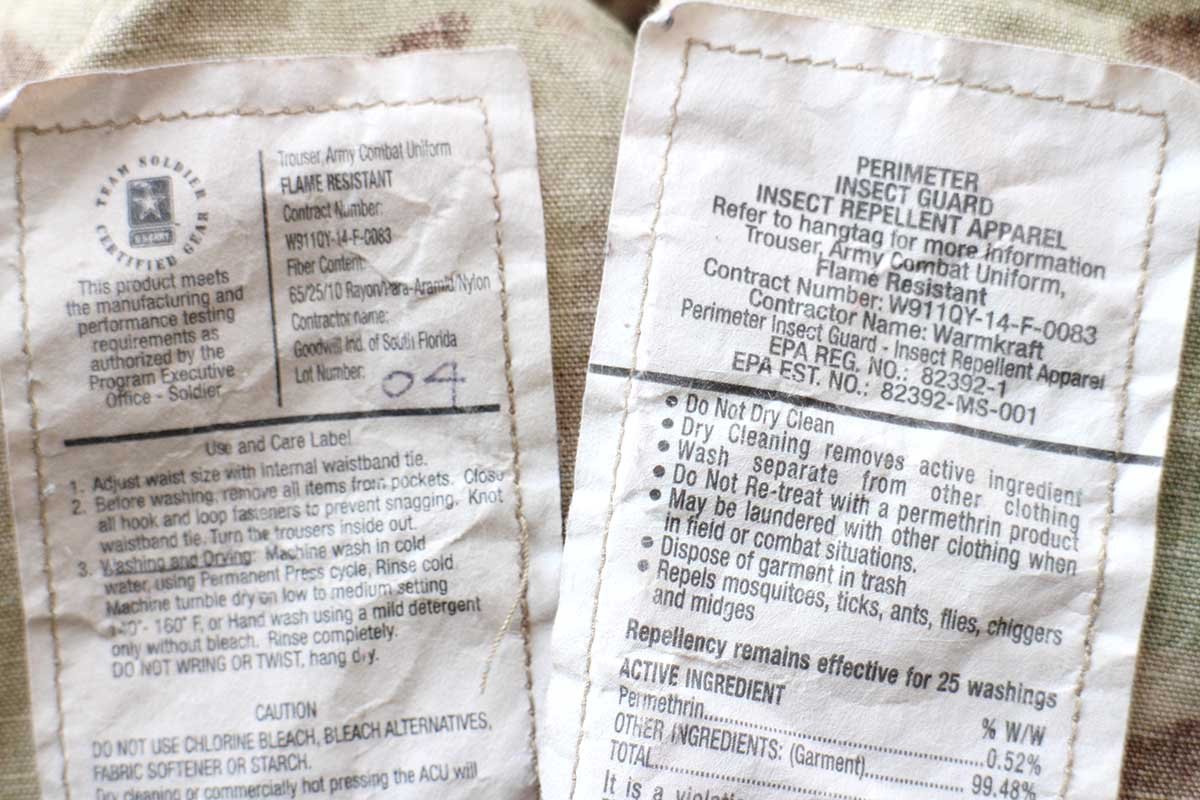 TEAM SOLDIER
CERTIFIED GEAR
U.S. ARMY
This product meets
the manufacturing and
performance testing
requirements as
authorized by the
Program Executive
Office - Soldier
Trouser, Army Combat Uniform
FLAME RESISTANT
Contract Number:
W911QY-14-F-0083
Fiber Content:
65/25/10 Rayon/Para-Aramid/Nylon
Contractor name:
Goodwill Ind. of South Florida
Lot Number: 04
Use and Care Label
1. Adjust waist size with internal waistband tie.
2. Before washing, remove all items from pockets. Close
all hook and loop fasteners to prevent snagging. Knot
waistband tie. Turn the trousers inside out.
3. Washing and Drying: Machine wash in cold
water, using Permanent Press cycle, Rinse cold
Machine tumble dry on low to medium setting
140°- 160° F, or Hand wash using a mild detergent
only without bleach. Rinse completely.
DO NOT WRING OR TWIST, hang dry.
CAUTION
DO NOT USE CHLORINE BLEACH, BLEACH ALTERNATIVES,
FABRIC SOFTENER OR STARCH.
Dry cleaning or commercially hot pressing the ACU will
PERIMETER
INSECT GUARD
INSECT REPELLENT APPAREL
Refer to hangtag for more information
Trouser, Army Combat Uniform,
Flame Resistant
Contract Number: W911QY-14-F-0083
Contractor Name: Warmkraft
Perimeter Insect Guard - Insect Repellent Apparel
EPA REG. NO.: 82392-1
EPA EST. NO.: 82392-MS-001
• Do Not Dry Clean
• Dry Cleaning removes active ingredient
• Wash separate from other clothing
• Do Not Re-treat with a permethrin product
• May be laundered with other clothing when
in field or combat situations.
• Dispose of garment in trash
• Repels mosquitoes, ticks, ants, flies, chiggers
and midges
Repellency remains effective for 25 washings
ACTIVE INGREDIENT % W/W
Permethrin..........0.52%
OTHER INGREDIENTS: (Garment)..........99.48%
TOTAL..........
It is a violation